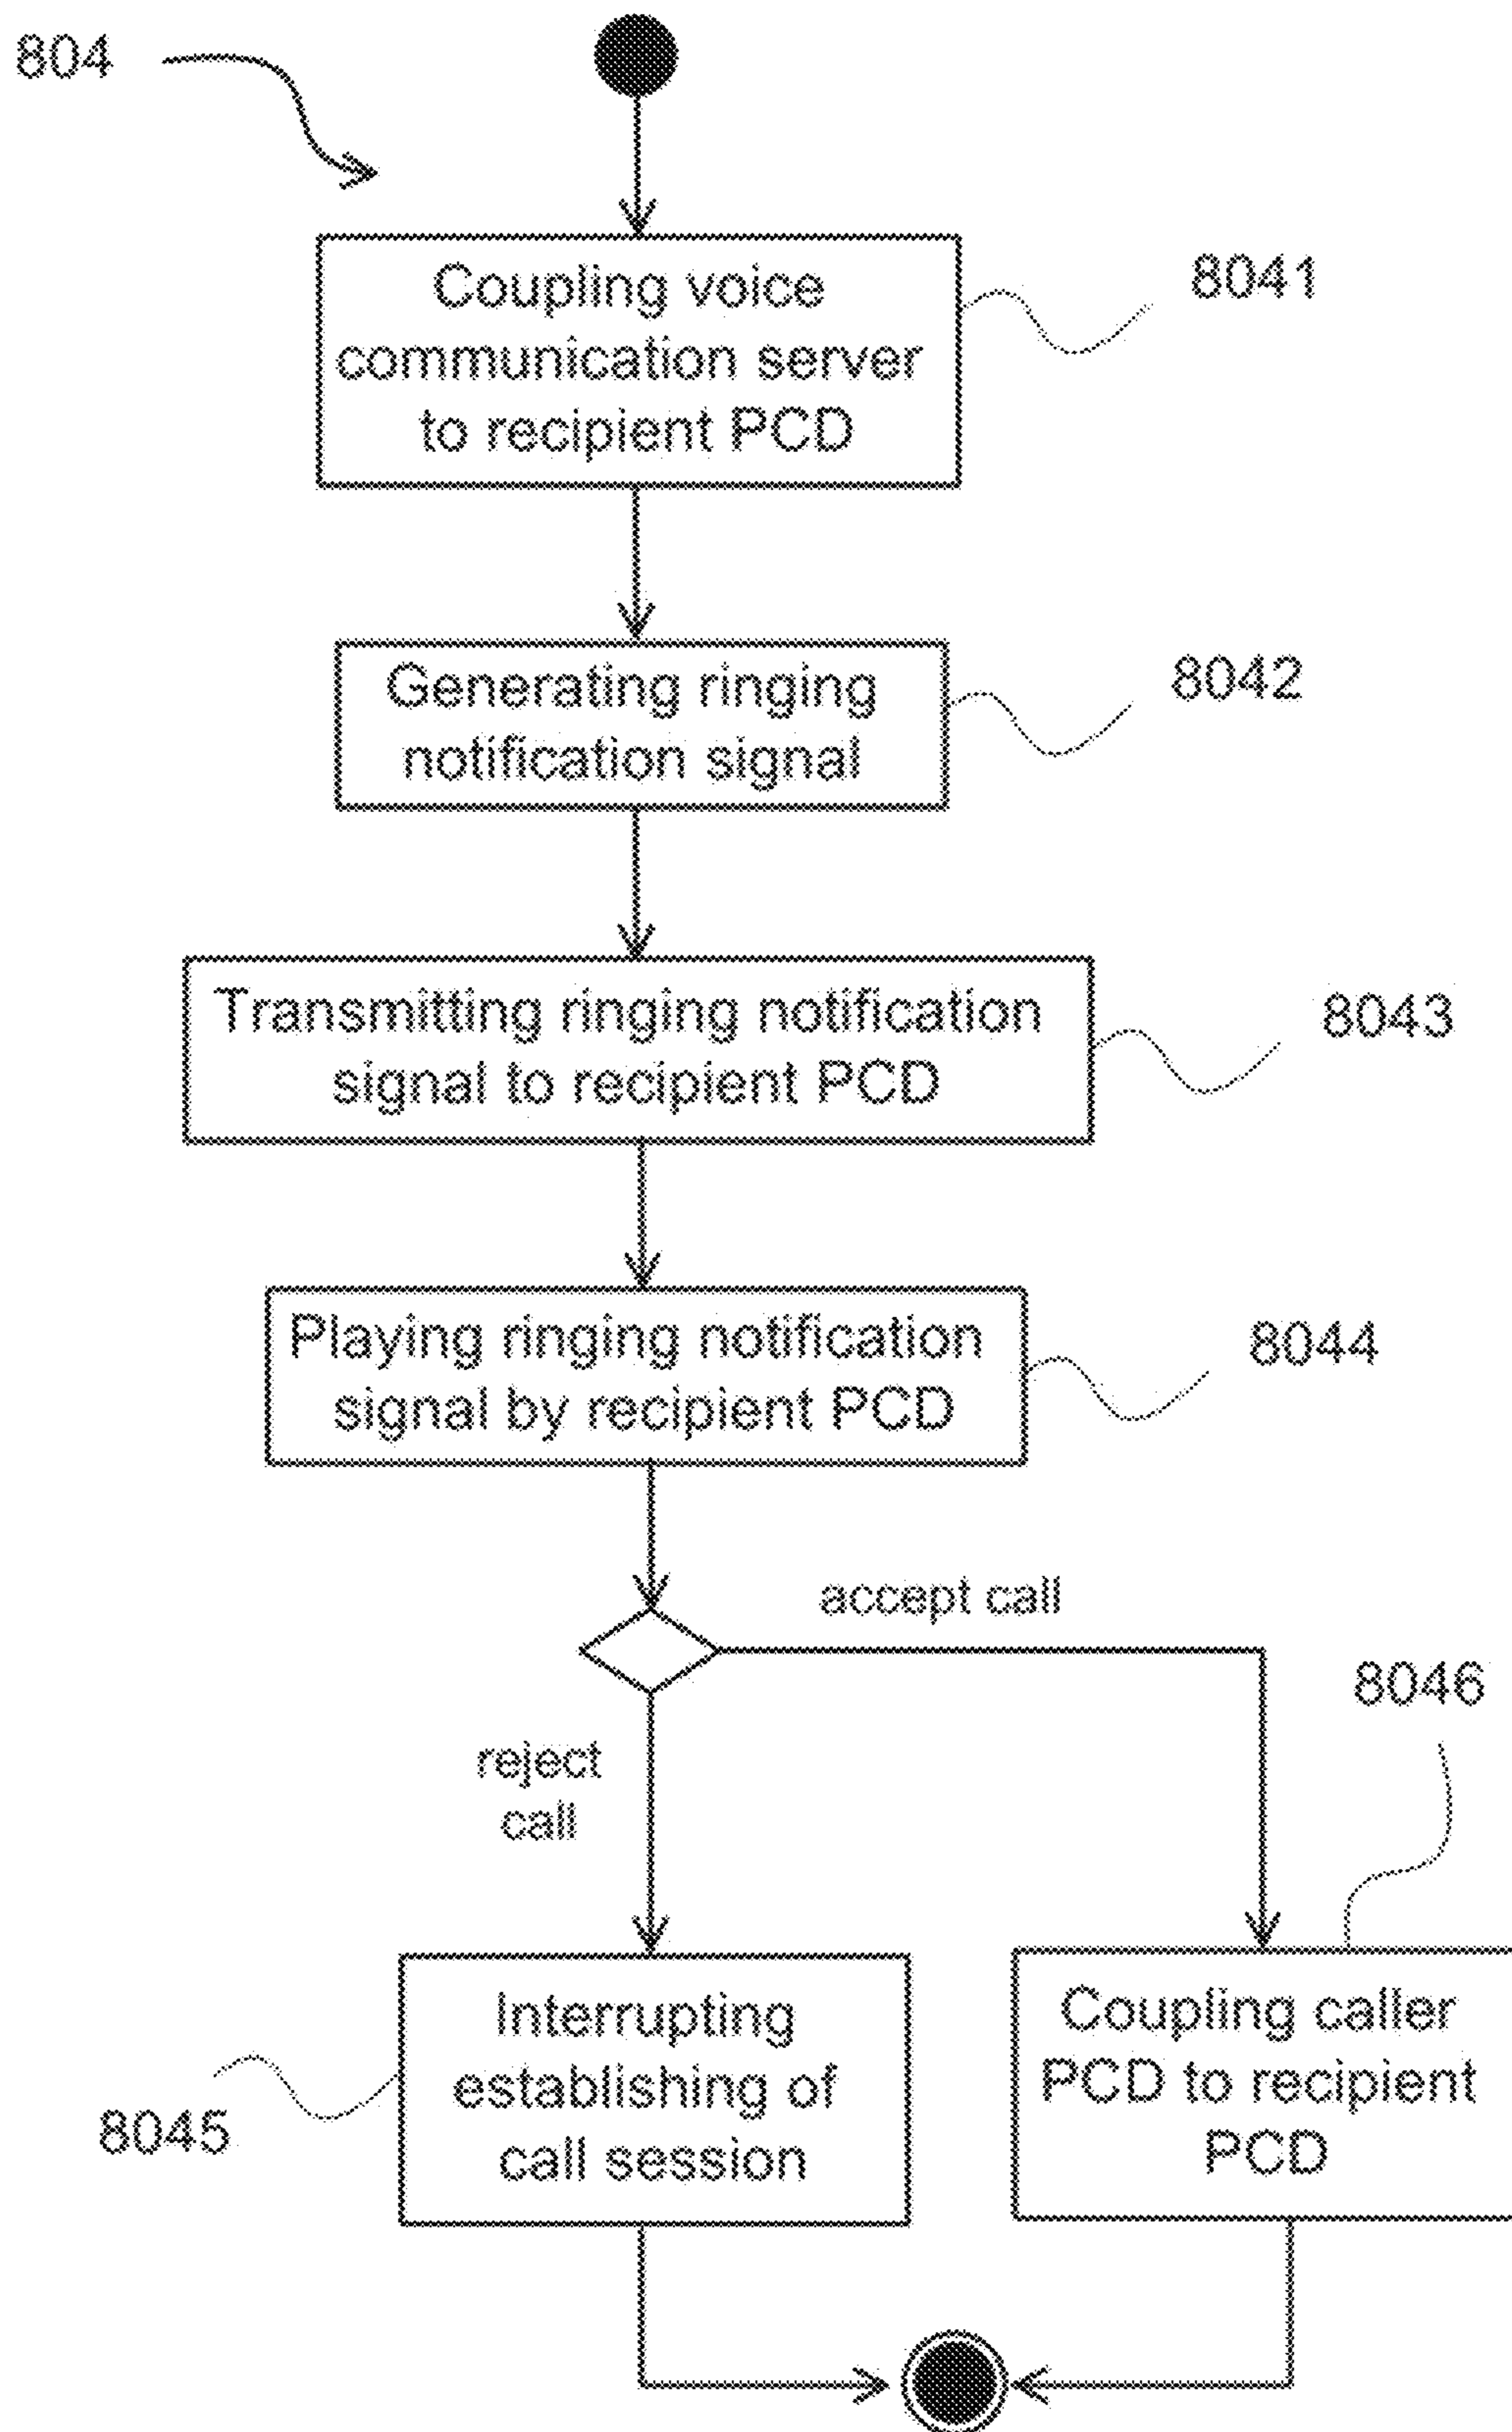 804
Coupling voice
communication server
to recipient PCD
8041
Generating ringing
notification signal
8042
Transmitting ringing notification
signal to recipient PCD
8043
Playing ringing notification
signal by recipient PCD
8044
accept call
reject
call
8046
Interrupting
establishing of
call session
8045
Coupling caller
PCD to recipient
PCD